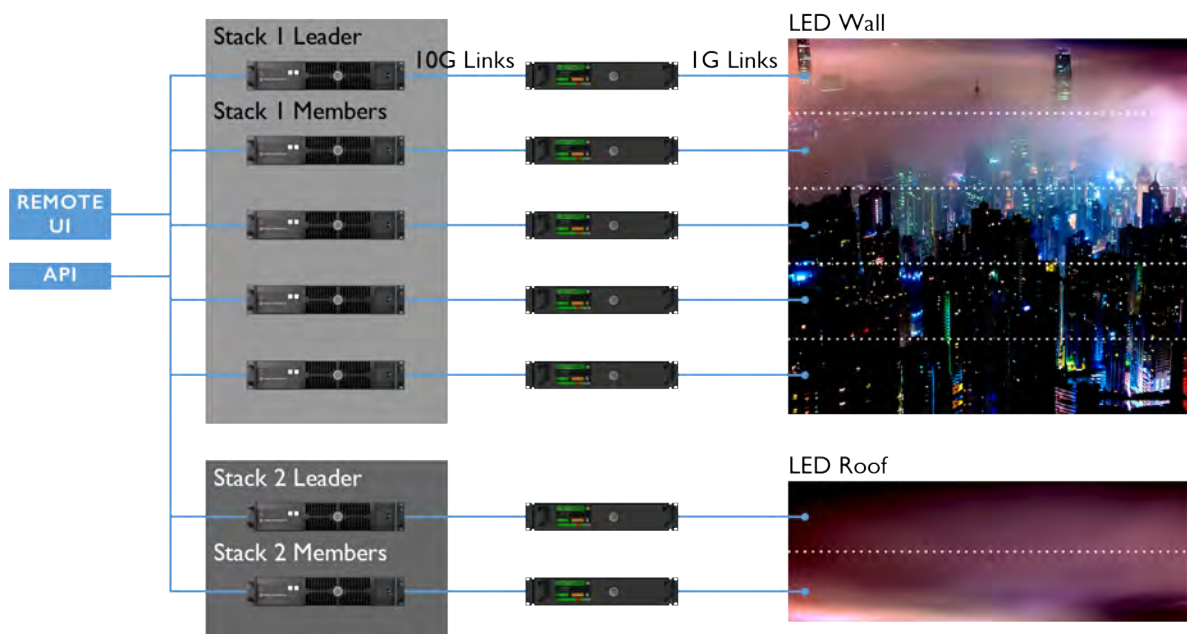 Stack 1 Leader
10G Links
1G Links
LED Wall
Stack 1 Members
REMOTE
UI
API
Stack 2 Leader
LED Roof
Stack 2 Members